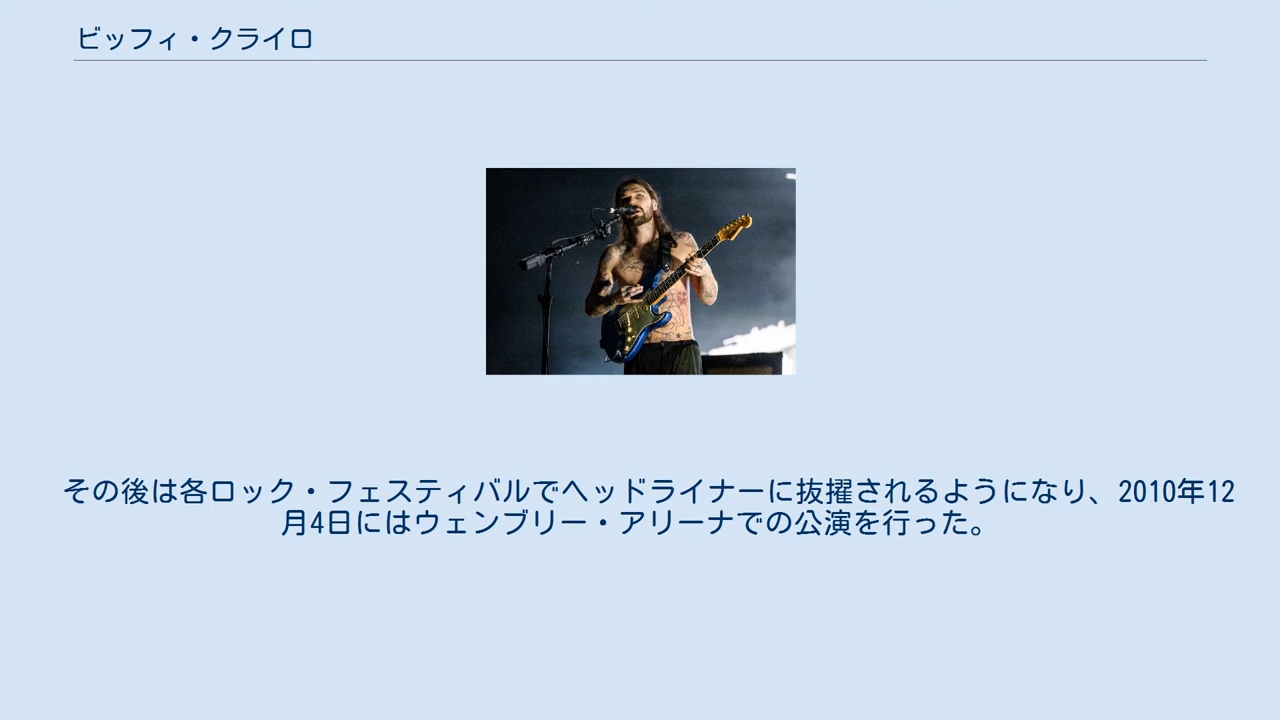 ビッフィ・クライロ
その後は各ロック・フェスティバルでヘッドライナーに抜擢されるようになり、2010年12
月4日にはウェンブリー・アリーナでの公演を行った。